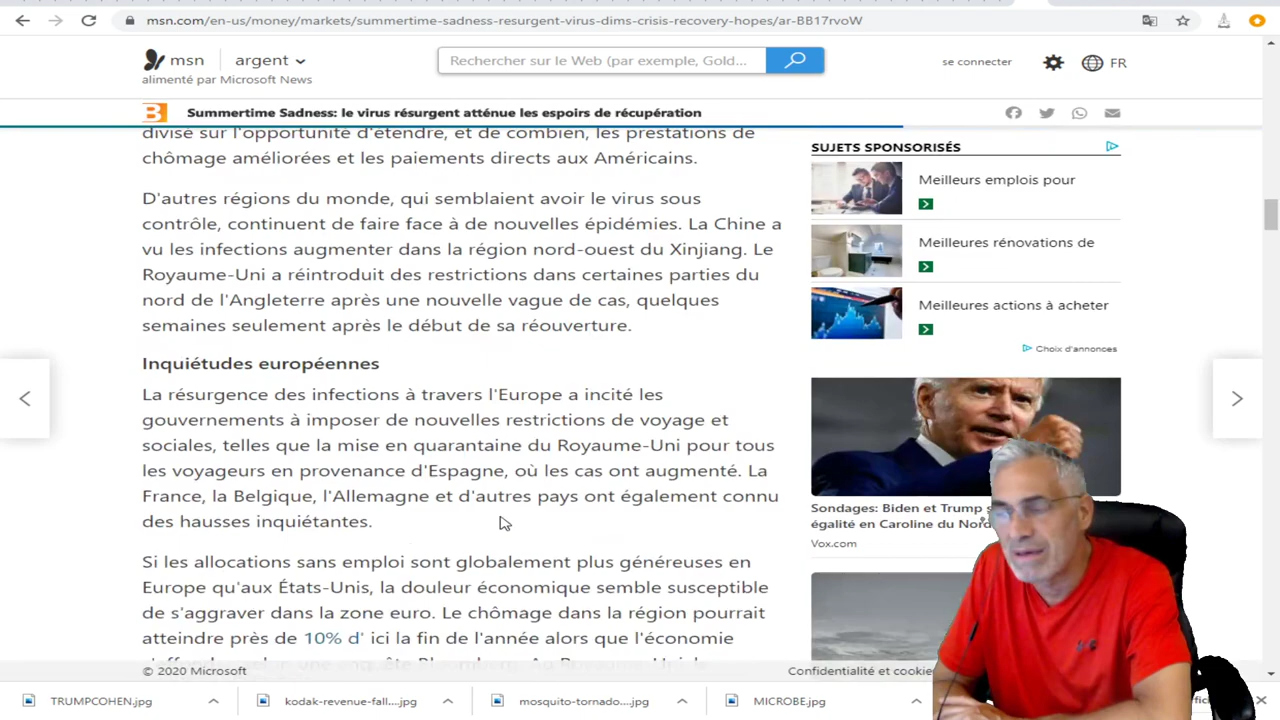 msn.com/en-us/money/markets/summertime-sadness-resurgent-virus-dims-crisis-recovery-hopes/ar-BB17rvoW
msn argent
alimenté par Microsoft News
Rechercher sur le Web (par exemple, Gold...
se connecter
FR
Summertime Sadness: le virus résurgent atténue les espoirs de récupération
divisé sur l'opportunité d'étendre, et de combien, les prestations de
chômage améliorées et les paiements directs aux Américains.
D'autres régions du monde, qui semblaient avoir le virus sous
contrôle, continuent de faire face à de nouvelles épidémies. La Chine a
vu les infections augmenter dans la région nord-ouest du Xinjiang. Le
Royaume-Uni a réintroduit des restrictions dans certaines parties du
nord de l'Angleterre après une nouvelle vague de cas, quelques
semaines seulement après le début de sa réouverture.
Inquiétudes européennes
La résurgence des infections à travers l'Europe a incité les
gouvernements à imposer de nouvelles restrictions de voyage et
sociales, telles que la mise en quarantaine du Royaume-Uni pour tous
les voyageurs en provenance d'Espagne, où les cas ont augmenté. La
France, la Belgique, l'Allemagne et d'autres pays ont également connu
des hausses inquiétantes.
Si les allocations sans emploi sont globalement plus généreuses en
Europe qu'aux États-Unis, la douleur économique semble susceptible
de s'aggraver dans la zone euro. Le chômage dans la région pourrait
atteindre près de 10% d' ici la fin de l'année alors que l'économie
SUJETS SPONSORISÉS
Meilleurs emplois pour
Meilleures rénovations de
Meilleures actions à acheter
Choix d'annonces
Sondages: Biden et Trump
égalité en Caroline du Nord
Vox.com
© 2020 Microsoft
Confidentialité et cookies
TRUMPCOHEN.jpg
kodak-revenue-fall....jpg
mosquito-tornado...jpg
MICROBE.jpg